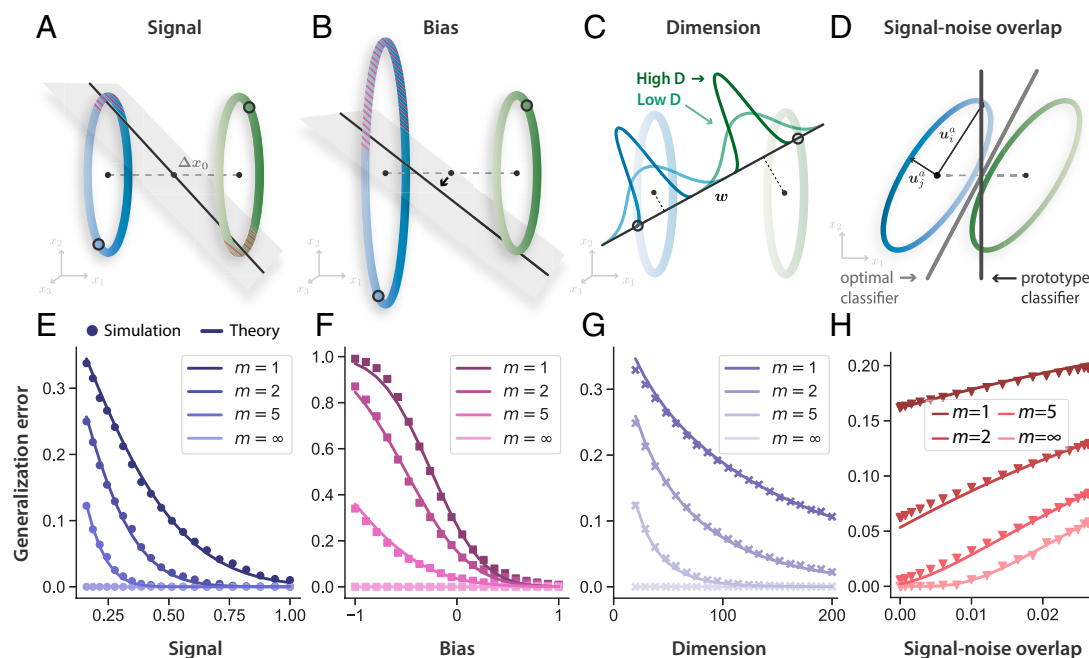 A Signal
B Bias
C Dimension
D Signal-noise overlap
Δx₀
x₂
x₁
x₃
x₂
x₁
x₃
High D →
Low D
w
x₂
x₁
x₃
uᵢᵃ
uⱼᵃ
x₂
x₁
optimal → classifier
← prototype classifier
E Simulation Theory
Generalization error
0.3
0.2
0.1
0.0
m = 1
m = 2
m = 5
m = ∞
0.25 0.50 0.75 1.00
Signal
F
1.0
0.8
0.6
0.4
0.2
0.0
m = 1
m = 2
m = 5
m = ∞
−1 0 1
Bias
G
0.3
0.2
0.1
0.0
m = 1
m = 2
m = 5
m = ∞
0 100 200
Dimension
H
0.20
0.15
0.10
0.05
0.00
m=1 m=5
m=2 m=∞
0.00 0.02
Signal-noise overlap